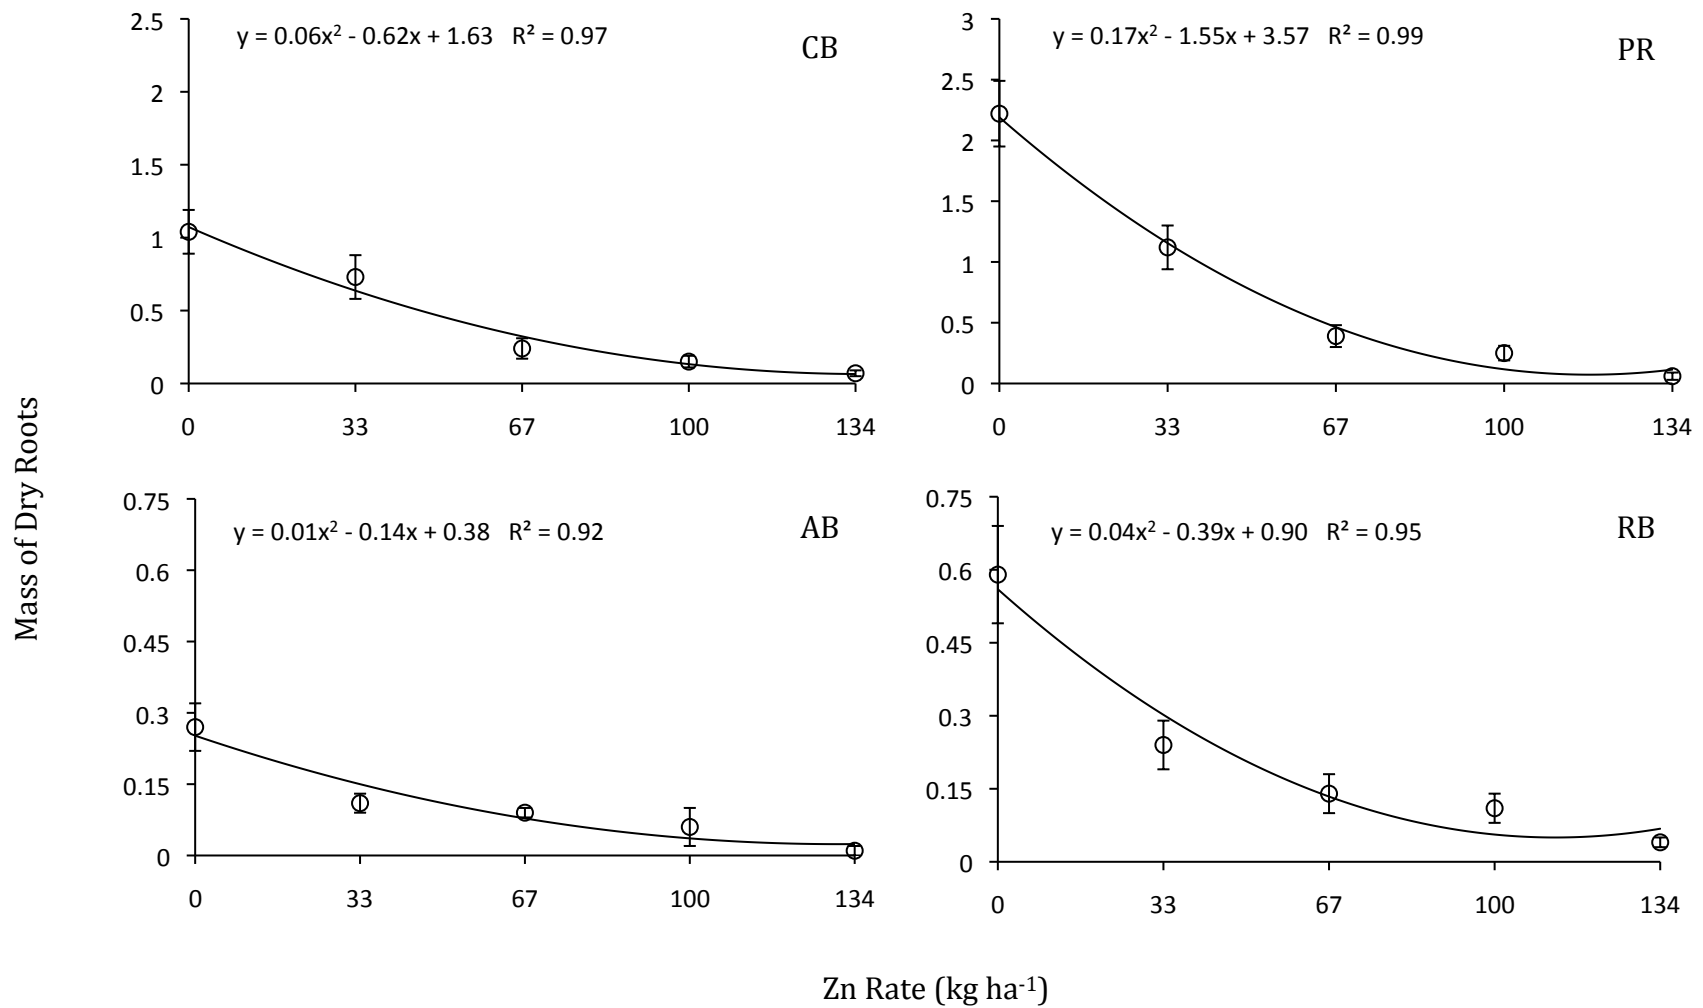 y = 0.06x² - 0.62x + 1.63 R² = 0.97
CB
2.5
2
1.5
1
0.5
0
0 33 67 100 134
y = 0.17x² - 1.55x + 3.57 R² = 0.99
PR
3
2.5
2
1.5
1
0.5
0
0 33 67 100 134
Mass of Dry Roots
y = 0.01x² - 0.14x + 0.38 R² = 0.92
AB
0.75
0.6
0.45
0.3
0.15
0
0 33 67 100 134
y = 0.04x² - 0.39x + 0.90 R² = 0.95
RB
0.75
0.6
0.45
0.3
0.15
0
0 33 67 100 134
Zn Rate (kg ha⁻¹)